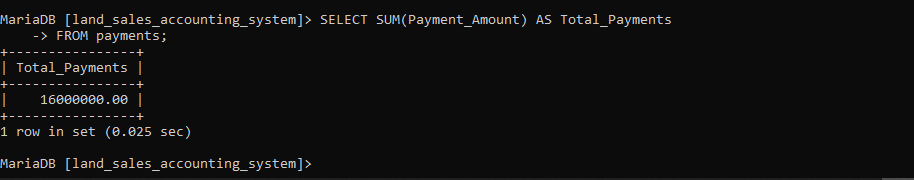 MariaDB [land_sales_accounting_system]> SELECT SUM(Payment_Amount) AS Total_Payments
    -> FROM payments;
+----------------+
| Total_Payments |
+----------------+
|    16000000.00 |
+----------------+
1 row in set (0.025 sec)

MariaDB [land_sales_accounting_system]>